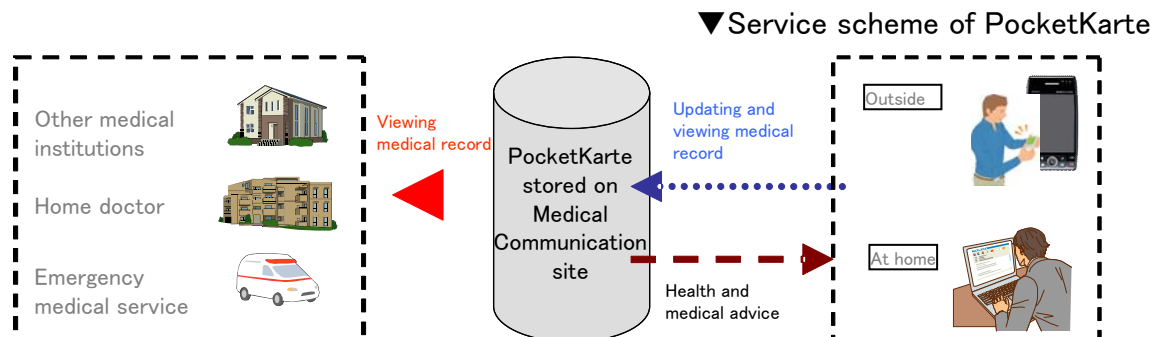 ▼Service scheme of PocketKarte
Other medical
institutions
Home doctor
Emergency
medical service
Viewing
medical record
PocketKarte
stored on
Medical
Communication
site
Updating and
viewing medical
record
Health and
medical advice
Outside
At home